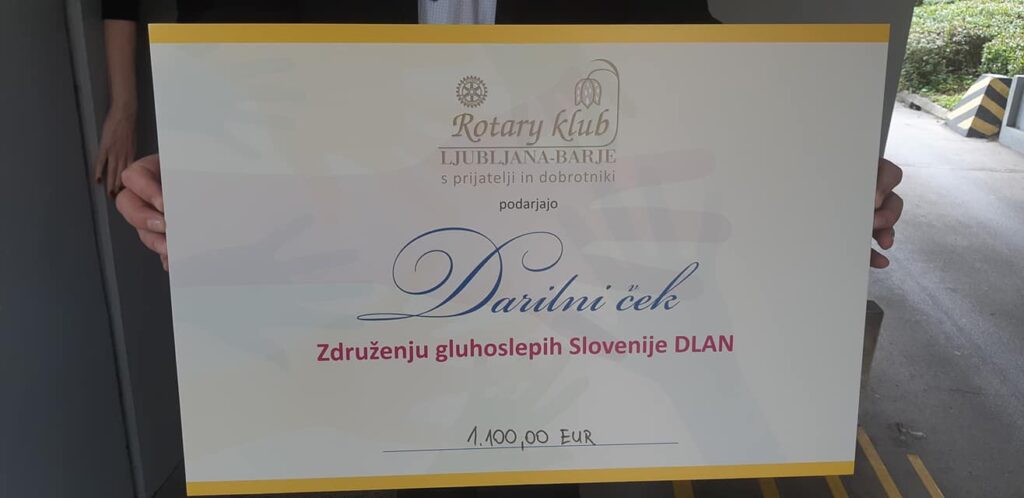 Rotary klub
LJUBLJANA-BARJE
s prijatelji in dobrotniki
podarjajo
Darilni ček
Združenju gluhoslepih Slovenije DLAN
1.100,00 EUR